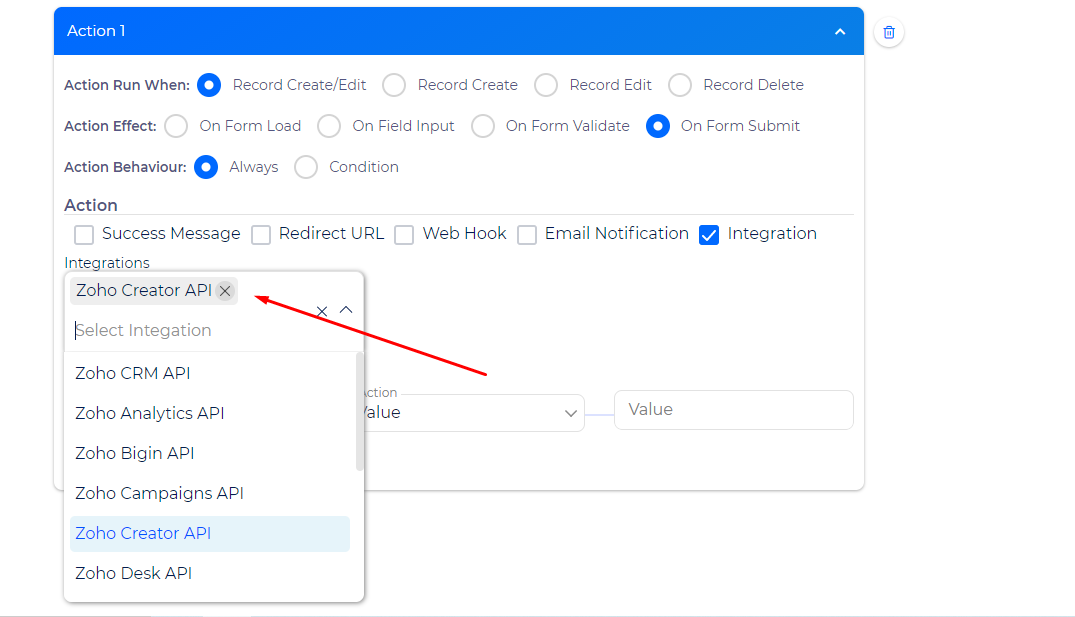 Action 1
Action Run When: Record Create/Edit Record Create Record Edit Record Delete
Action Effect: On Form Load On Field Input On Form Validate On Form Submit
Action Behaviour: Always Condition
Action
Success Message Redirect URL Web Hook Email Notification Integration
Integrations
Zoho Creator API
Select Integation
Zoho CRM API
Action
Value Value
Zoho Analytics API
Zoho Bigin API
Zoho Campaigns API
Zoho Creator API
Zoho Desk API